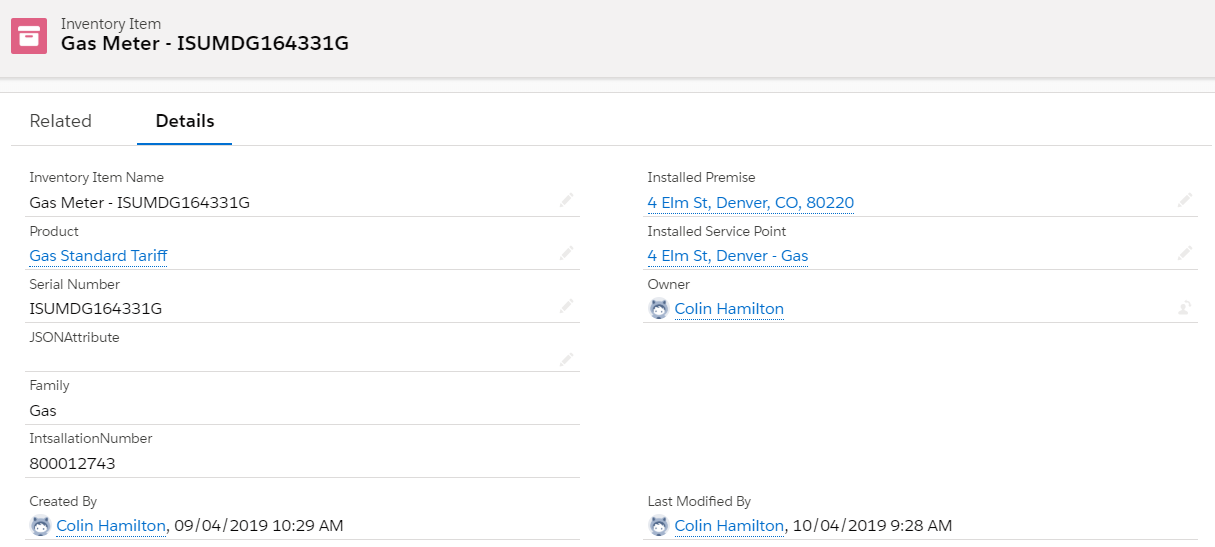 Inventory Item
Gas Meter - ISUMDG164331G
Related Details
Inventory Item Name
Gas Meter - ISUMDG164331G
Installed Premise
4 Elm St, Denver, CO, 80220
Product
Gas Standard Tariff
Installed Service Point
4 Elm St, Denver - Gas
Serial Number
ISUMDG164331G
Owner
Colin Hamilton
JSONAttribute
Family
Gas
IntsallationNumber
800012743
Created By
Colin Hamilton, 09/04/2019 10:29 AM
Last Modified By
Colin Hamilton, 10/04/2019 9:28 AM